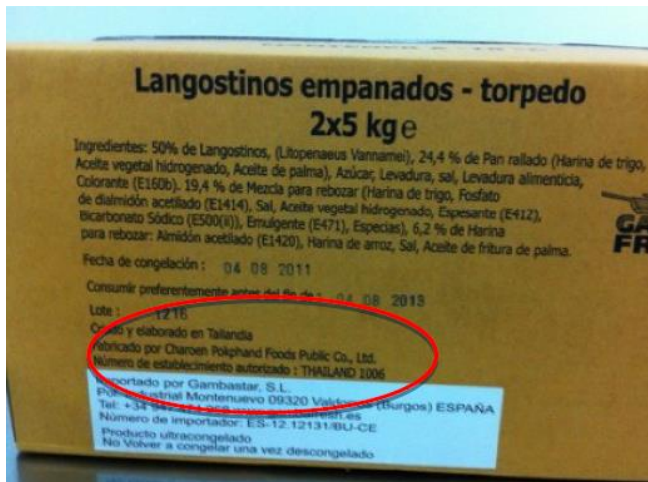 Langostinos empanados - torpedo
2x5 kg e
Ingredientes: 50% de Langostinos, (Litopenaeus Vannamei), 24,4 % de Pan rallado (Harina de trigo,
Aceite vegetal hidrogenado, Aceite de palma), Azúcar, Levadura, sal, Levadura alimenticia,
Colorante (E160b). 19,4 % de Mezcla para rebozar (Harina de trigo, Fosfato
de dialmidón acetilado (E1414), Sal, Aceite vegetal hidrogenado, Espesante (E412),
Bicarbonato Sódico (E500(ii)), Emulgente (E471), Especias), 6,2 % de Harina
para rebozar: Almidón acetilado (E1420), Harina de arroz, Sal, Aceite de fritura de palma.
GA
FR
Fecha de congelación : 04 08 2011
Consumir preferentemente antes del fin de : 04 08 2013
Lote : 1216
Criado y elaborado en Tailandia
Fabricado por Charoen Pokphand Foods Public Co., Ltd.
Número de establecimiento autorizado : THAILAND 1006
Importado por Gambastar, S.L.
Pol. Industrial Montenuevo 09320 (Burgos) ESPAÑA
Tel: +34
Número de importador: ES-12.12131/BU-CE
Producto ultracongelado
No Volver a congelar una vez descongelado